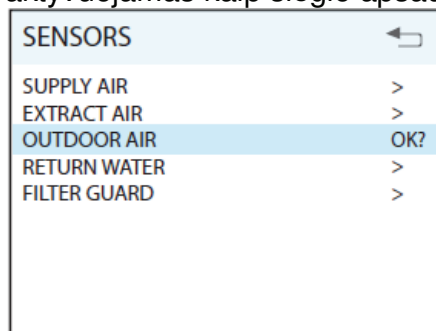 SENSORS
SUPPLY AIR >
EXTRACT AIR >
OUTDOOR AIR OK?
RETURN WATER >
FILTER GUARD >